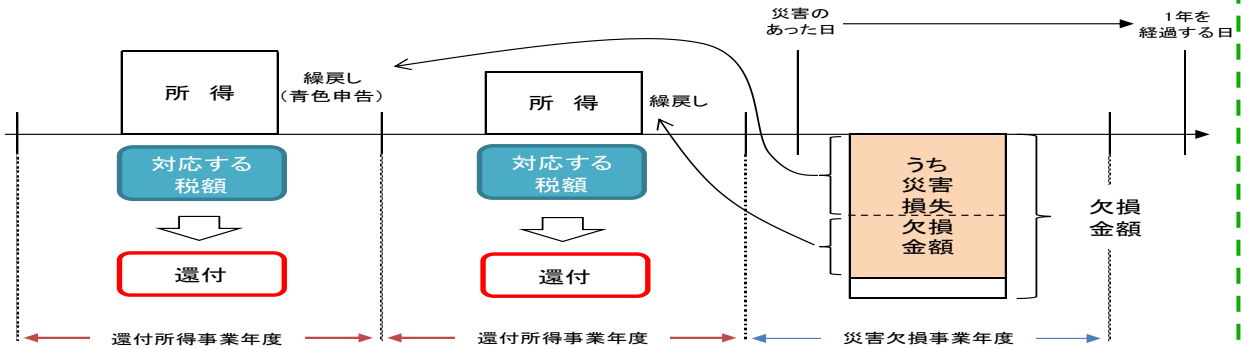 災害の
あった日
1年を
経過する日
所 得
繰戻し
(青色申告)
所 得
繰戻し
対応する
税額
対応する
税額
うち
災害
損失
欠損
金額
欠損
金額
還付
還付
還付所得事業年度
還付所得事業年度
災害欠損事業年度